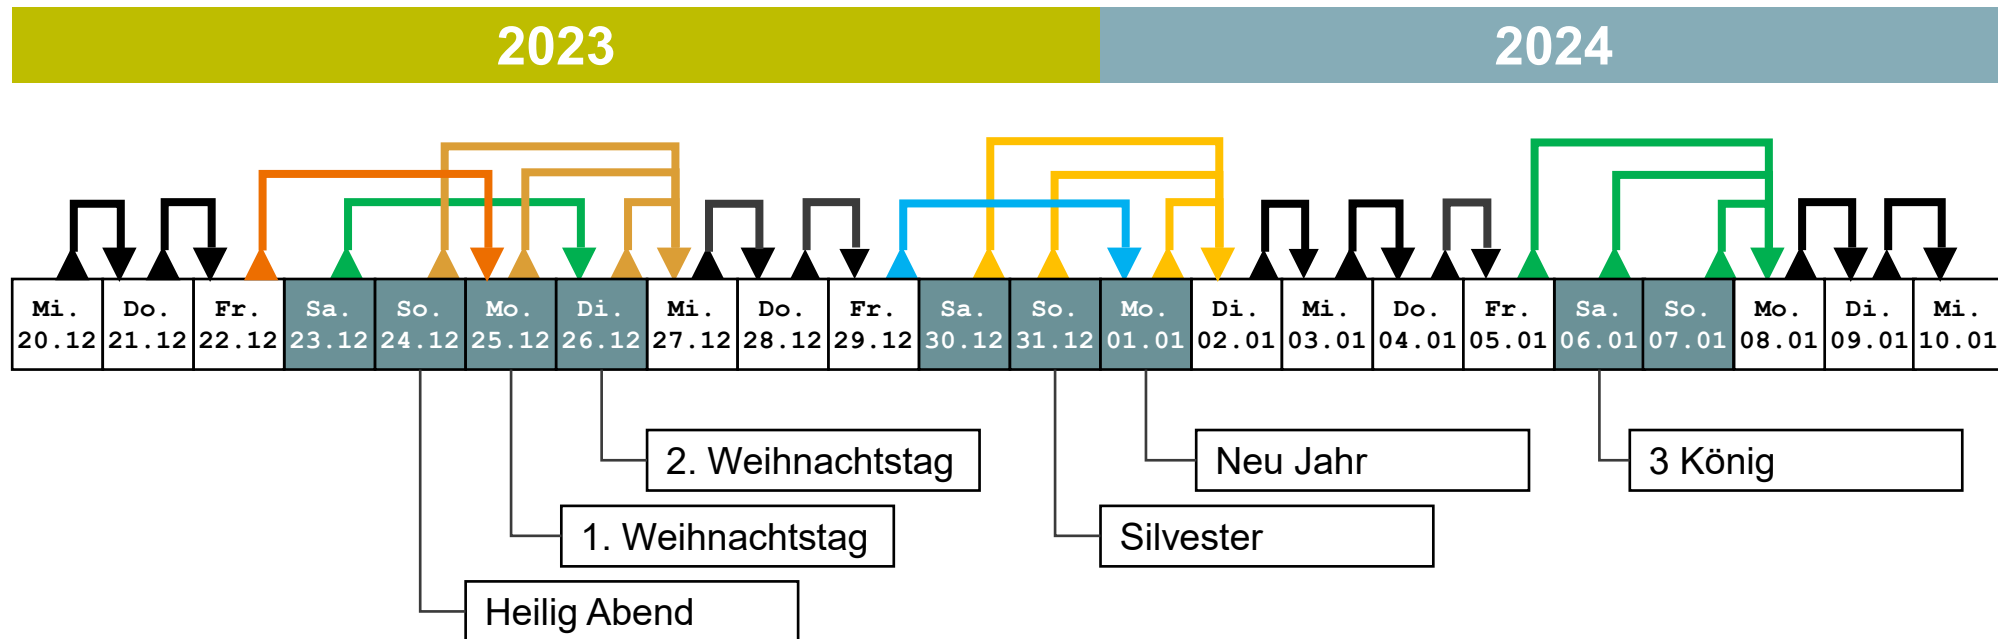 2023 2024
Mi. Do. Fr. Sa. So. Mo. Di. Mi. Do. Fr. Sa. So. Mo. Di. Mi. Do. Fr. Sa. So. Mo. Di. Mi.
20.12 21.12 22.12 23.12 24.12 25.12 26.12 27.12 28.12 29.12 30.12 31.12 01.01 02.01 03.01 04.01 05.01 06.01 07.01 08.01 09.01 10.01
2. Weihnachtstag Neu Jahr 3 König
1. Weihnachtstag Silvester
Heilig Abend